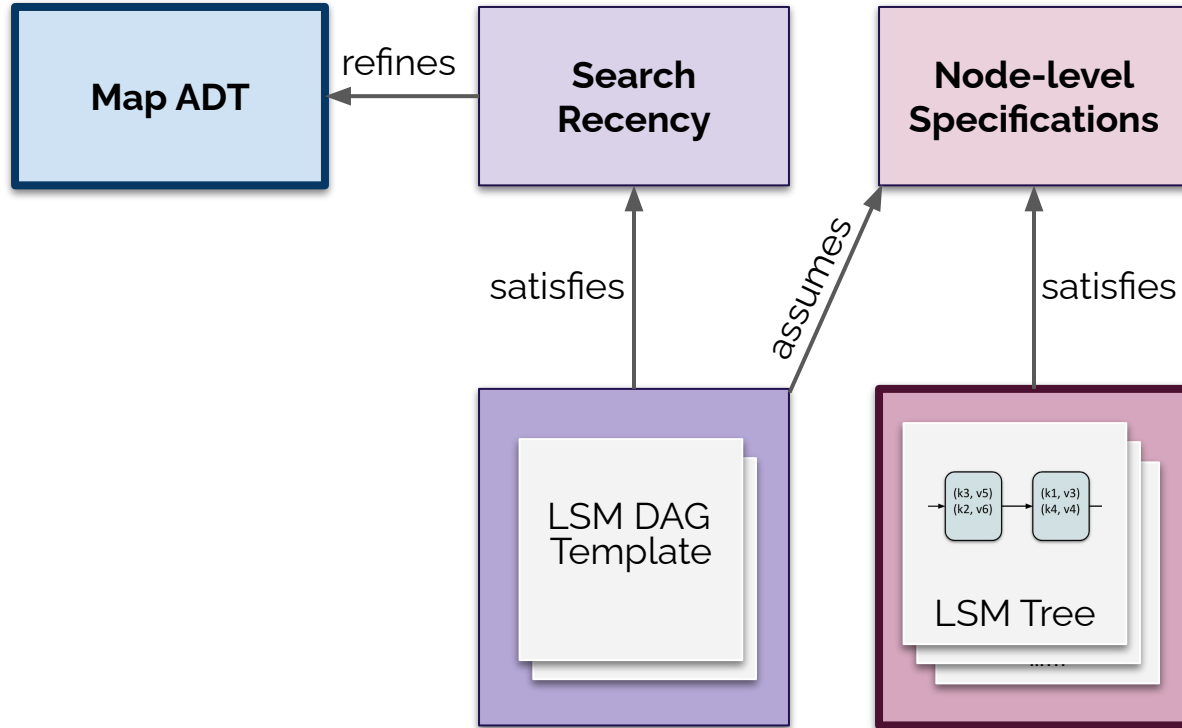 Map ADT
refines
Search
Recency
Node-level
Specifications
satisfies
assumes
satisfies
LSM DAG
Template
(k3, v5)
(k2, v6)
(k1, v3)
(k4, v4)
LSM Tree